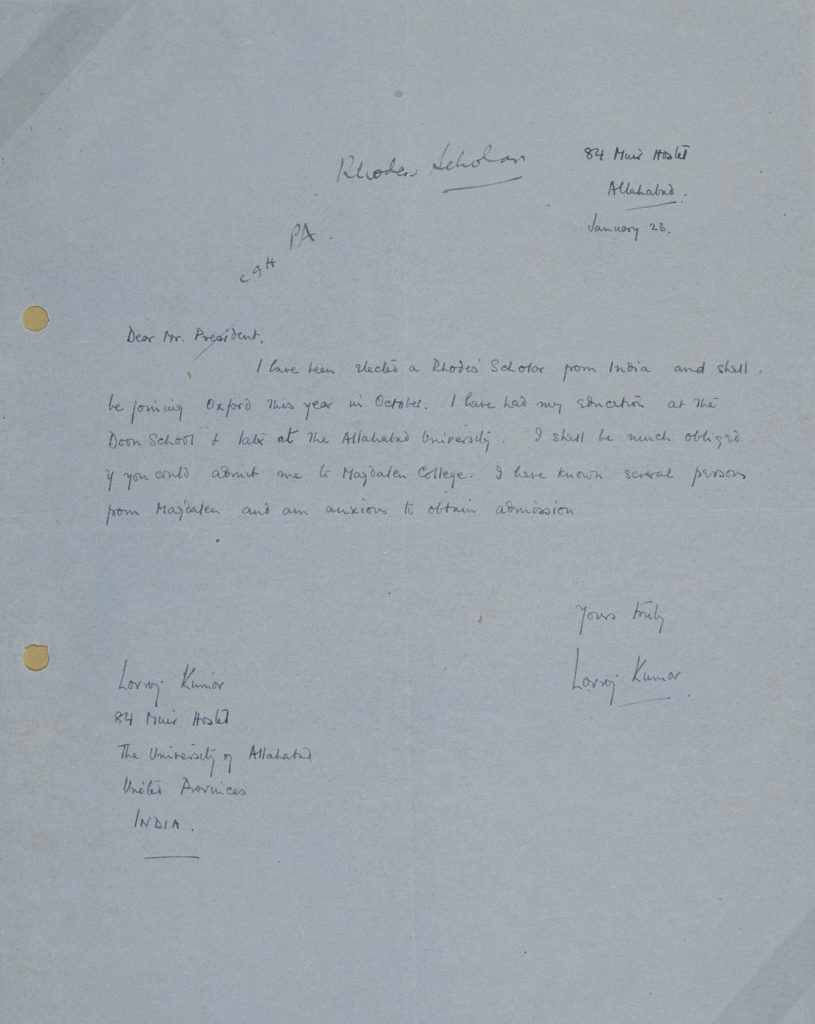 Rhodes Scholar
84 Muir Hostel
Allahabad.
January 23.
PA.
Dear Mr. President,
I have been elected a Rhodes' Scholar from India and shall
be joining Oxford this year in October. I have had my education at the
Doon School & later at the Allahabad University. I shall be much obliged
if you could admit me to Magdalen College. I have known several persons
from Magdalen and am anxious to obtain admission.
Yours truly
Lovraj Kumar
Lovraj Kumar
84 Muir Hostel
The University of Allahabad
United Provinces
INDIA.